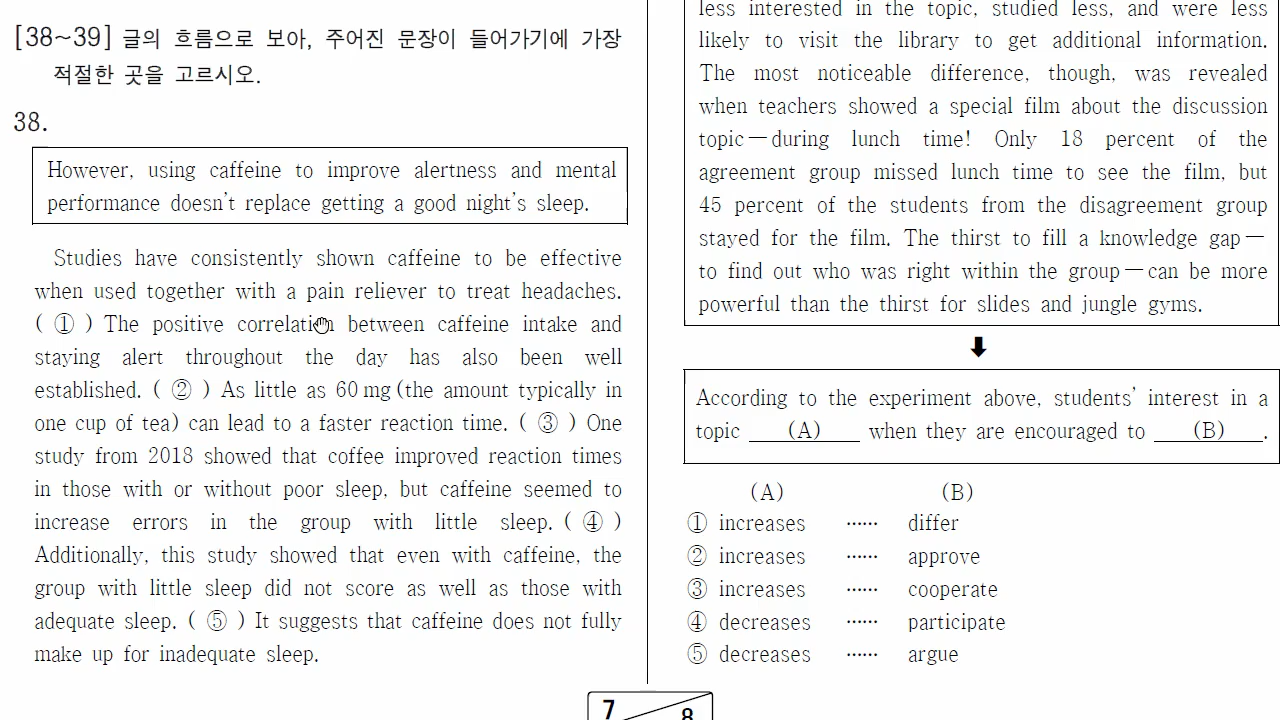 [38~39] 글의 흐름으로 보아, 주어진 문장이 들어가기에 가장
적절한 곳을 고르시오.
38.
However, using caffeine to improve alertness and mental
performance doesn't replace getting a good night's sleep.
Studies have consistently shown caffeine to be effective
when used together with a pain reliever to treat headaches.
( ① ) The positive correlation between caffeine intake and
staying alert throughout the day has also been well
established. ( ② ) As little as 60 mg (the amount typically in
one cup of tea) can lead to a faster reaction time. ( ③ ) One
study from 2018 showed that coffee improved reaction times
in those with or without poor sleep, but caffeine seemed to
increase errors in the group with little sleep. ( ④ )
Additionally, this study showed that even with caffeine, the
group with little sleep did not score as well as those with
adequate sleep. ( ⑤ ) It suggests that caffeine does not fully
make up for inadequate sleep.
less interested in the topic, studied less, and were less
likely to visit the library to get additional information.
The most noticeable difference, though, was revealed
when teachers showed a special film about the discussion
topic—during lunch time! Only 18 percent of the
agreement group missed lunch time to see the film, but
45 percent of the students from the disagreement group
stayed for the film. The thirst to fill a knowledge gap—
to find out who was right within the group—can be more
powerful than the thirst for slides and jungle gyms.
According to the experiment above, students' interest in a
topic (A) when they are encouraged to (B).
(A) (B)
① increases ...... differ
② increases ...... approve
③ increases ...... cooperate
④ decreases ...... participate
⑤ decreases ...... argue
7 8